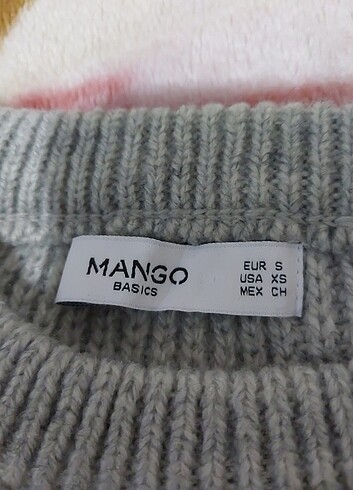 MANGO
BASICS
EUR S
USA XS
MEX CH